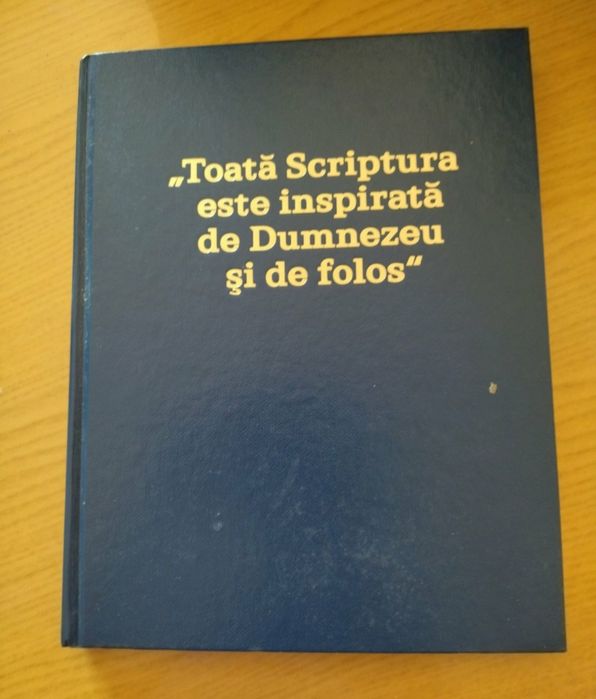 „Toată Scriptura
este inspirată
de Dumnezeu
şi de folos“